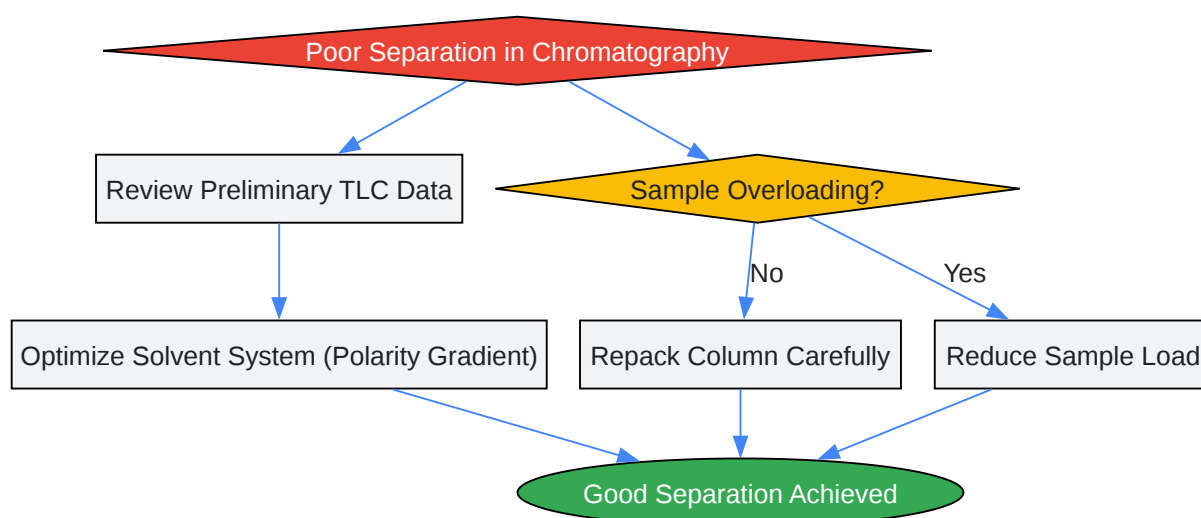 Poor Separation in Chromatography
Review Preliminary TLC Data
Sample Overloading?
No
Yes
Optimize Solvent System (Polarity Gradient)
Repack Column Carefully
Reduce Sample Load
Good Separation Achieved